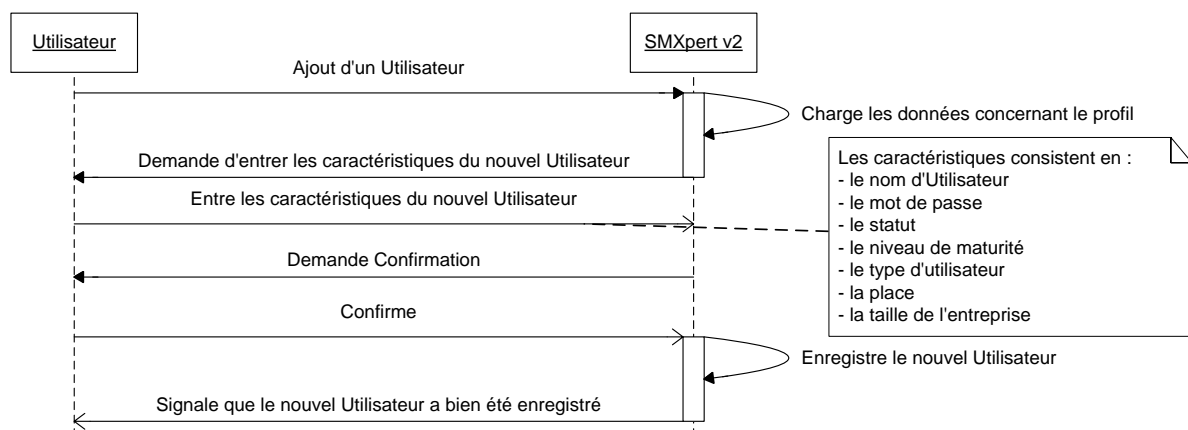 Utilisateur
SMXpert v2
Ajout d'un Utilisateur
Charge les données concernant le profil
Demande d'entrer les caractéristiques du nouvel Utilisateur
Les caractéristiques consistent en :
- le nom d'Utilisateur
- le mot de passe
- le statut
- le niveau de maturité
- le type d'utilisateur
- la place
- la taille de l'entreprise
Entre les caractéristiques du nouvel Utilisateur
Demande Confirmation
Confirme
Enregistre le nouvel Utilisateur
Signale que le nouvel Utilisateur a bien été enregistré